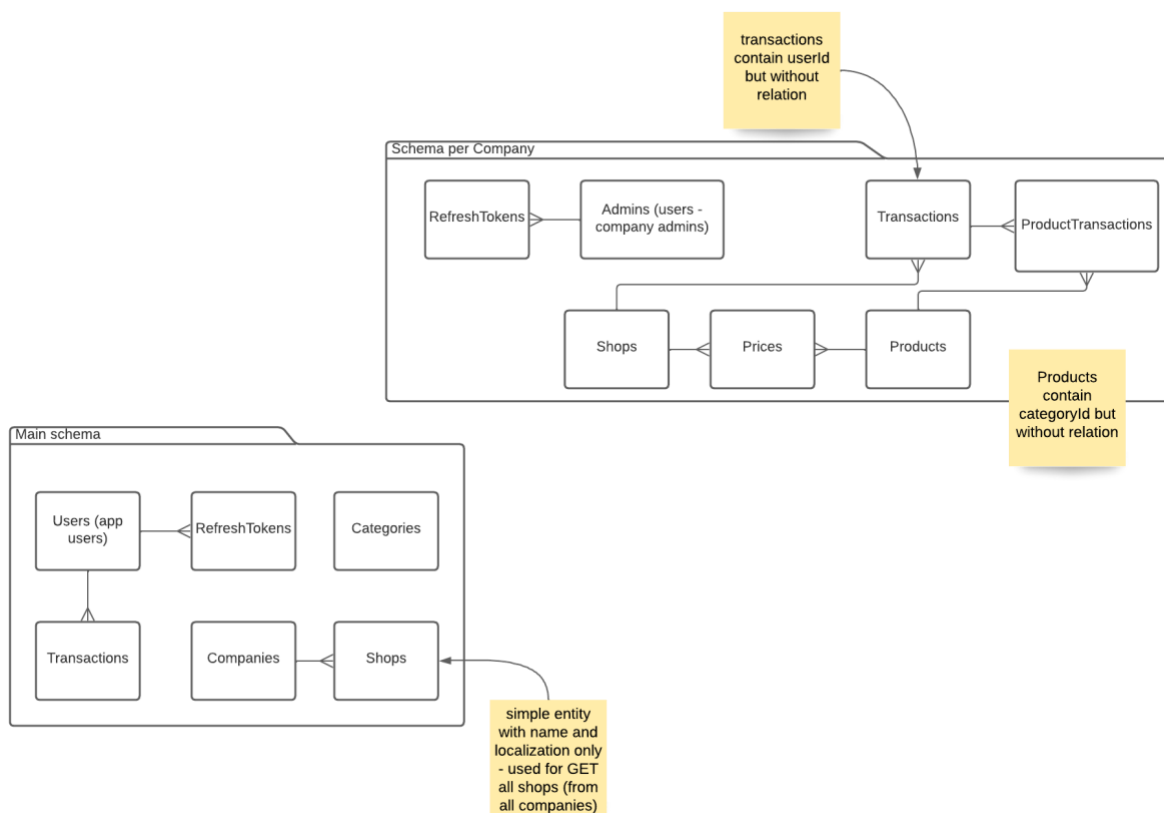 transactions
contain userId
but without
relation
Schema per Company
RefreshTokens
Admins (users -
company admins)
Transactions
ProductTransactions
Shops
Prices
Products
Products
contain
categoryId but
without relation
Main schema
Users (app
users)
RefreshTokens
Categories
Transactions
Companies
Shops
simple entity
with name and
localization only
- used for GET
all shops (from
all companies)